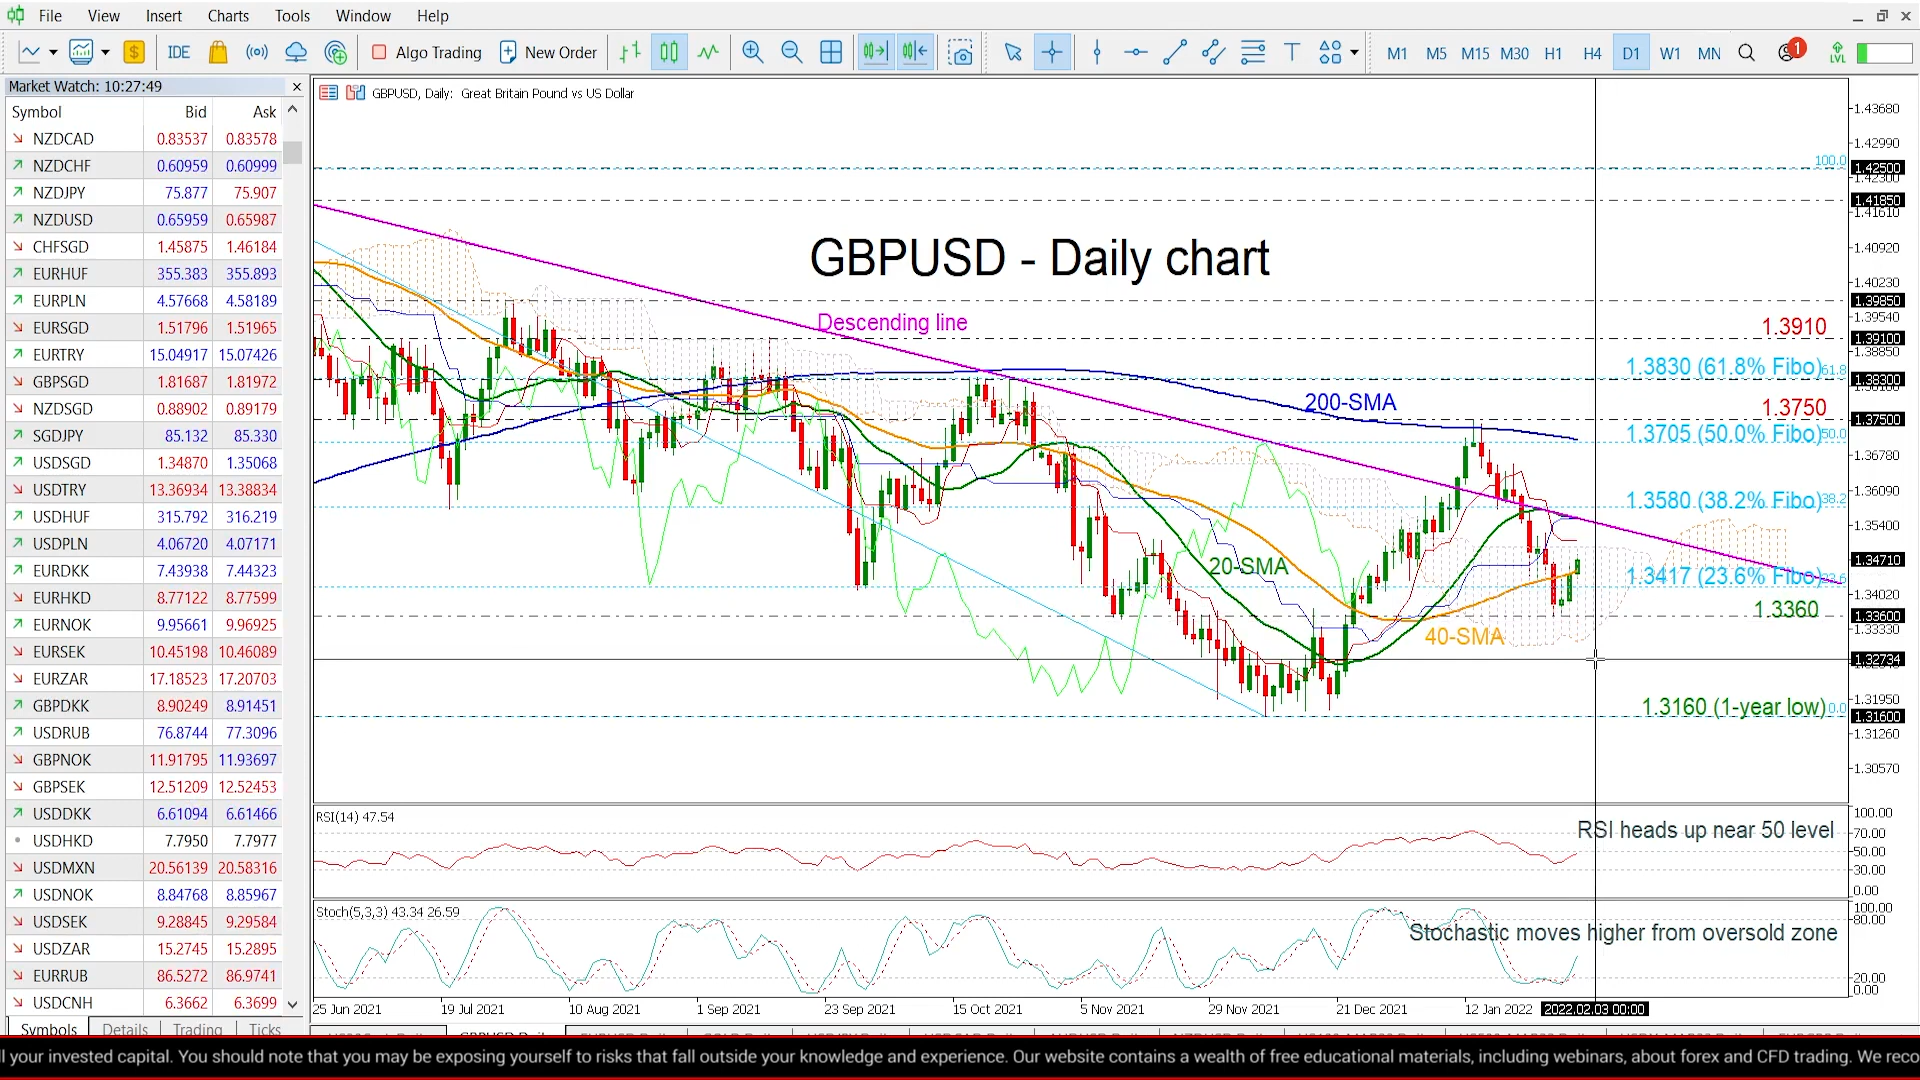 File View Insert Charts Tools Window Help
IDE Algo Trading New Order M1 M5 M15 M30 H1 H4 D1 W1 MN 1 LVL
Market Watch: 10:27:49
Symbol Bid Ask
NZDCAD 0.83537 0.83578
NZDCHF 0.60959 0.60999
NZDJPY 75.877 75.907
NZDUSD 0.65959 0.65987
CHFSGD 1.45875 1.46184
EURHUF 355.383 355.893
EURPLN 4.57668 4.58189
EURSGD 1.51796 1.51965
EURTRY 15.04917 15.07426
GBPSGD 1.81687 1.81972
NZDSGD 0.88902 0.89179
SGDJPY 85.132 85.330
USDSGD 1.34870 1.35068
USDTRY 13.36934 13.38834
USDHUF 315.792 316.219
USDPLN 4.06720 4.07171
EURDKK 7.43938 7.44323
EURHKD 8.77122 8.77599
EURNOK 9.95661 9.96925
EURSEK 10.45198 10.46089
EURZAR 17.18523 17.20703
GBPDKK 8.90249 8.91451
USDRUB 76.8744 77.3096
GBPNOK 11.91795 11.93697
GBPSEK 12.51209 12.52453
USDDKK 6.61094 6.61466
USDHKD 7.7950 7.7977
USDMXN 20.56139 20.58316
USDNOK 8.84768 8.85967
USDSEK 9.28845 9.29584
USDZAR 15.2745 15.2895
EURRUB 86.5272 86.9741
USDCNH 6.3662 6.3699
Symbols Details Trading Ticks
GBPUSD, Daily: Great Britain Pound vs US Dollar
GBPUSD - Daily chart
Descending line
200-SMA
20-SMA
40-SMA
1.3910
1.3830 (61.8% Fibo) 61.8
1.3750
1.3705 (50.0% Fibo) 50.0
1.3580 (38.2% Fibo) 38.2
1.3417 (23.6% Fibo) 23.6
1.3360
1.3160 (1-year low) 0.0
100.0
1.43680
1.42990
1.42500
1.42300
1.41850
1.41610
1.40920
1.40230
1.39850
1.39540
1.39100
1.38850
1.38300
1.37500
1.36780
1.36090
1.35400
1.34710
1.34020
1.33600
1.33330
1.32734
1.31950
1.31600
1.31260
1.30570
RSI(14) 47.54
RSI heads up near 50 level
100.00
70.00
50.00
30.00
0.00
Stoch(5,3,3) 43.34 26.59
Stochastic moves higher from oversold zone
100.00
80.00
20.00
0.00
25 Jun 2021 19 Jul 2021 10 Aug 2021 1 Sep 2021 23 Sep 2021 15 Oct 2021 5 Nov 2021 29 Nov 2021 21 Dec 2021 12 Jan 2022 2022.02.03 00:00
ll your invested capital. You should note that you may be exposing yourself to risks that fall outside your knowledge and experience. Our website contains a wealth of free educational materials, including webinars, about forex and CFD trading. We reco